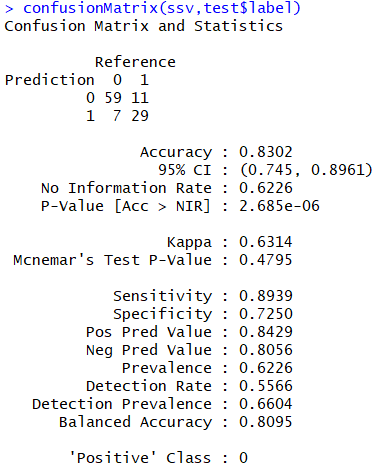 > confusionMatrix(ssv,test$label)
Confusion Matrix and Statistics
Reference
Prediction 0 1
0 59 11
1 7 29
Accuracy : 0.8302
95% CI : (0.745, 0.8961)
No Information Rate : 0.6226
P-Value [Acc > NIR] : 2.685e-06
Kappa : 0.6314
Mcnemar's Test P-Value : 0.4795
Sensitivity : 0.8939
Specificity : 0.7250
Pos Pred Value : 0.8429
Neg Pred Value : 0.8056
Prevalence : 0.6226
Detection Rate : 0.5566
Detection Prevalence : 0.6604
Balanced Accuracy : 0.8095
'Positive' Class : 0